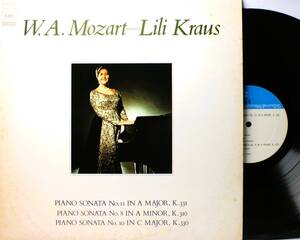 W.A. Mozart—Lili Kraus
PIANO SONATA No.11 IN A MAJOR, K.331
PIANO SONATA No.8 IN A MINOR, K.310
PIANO SONATA No.10 IN C MAJOR, K.330